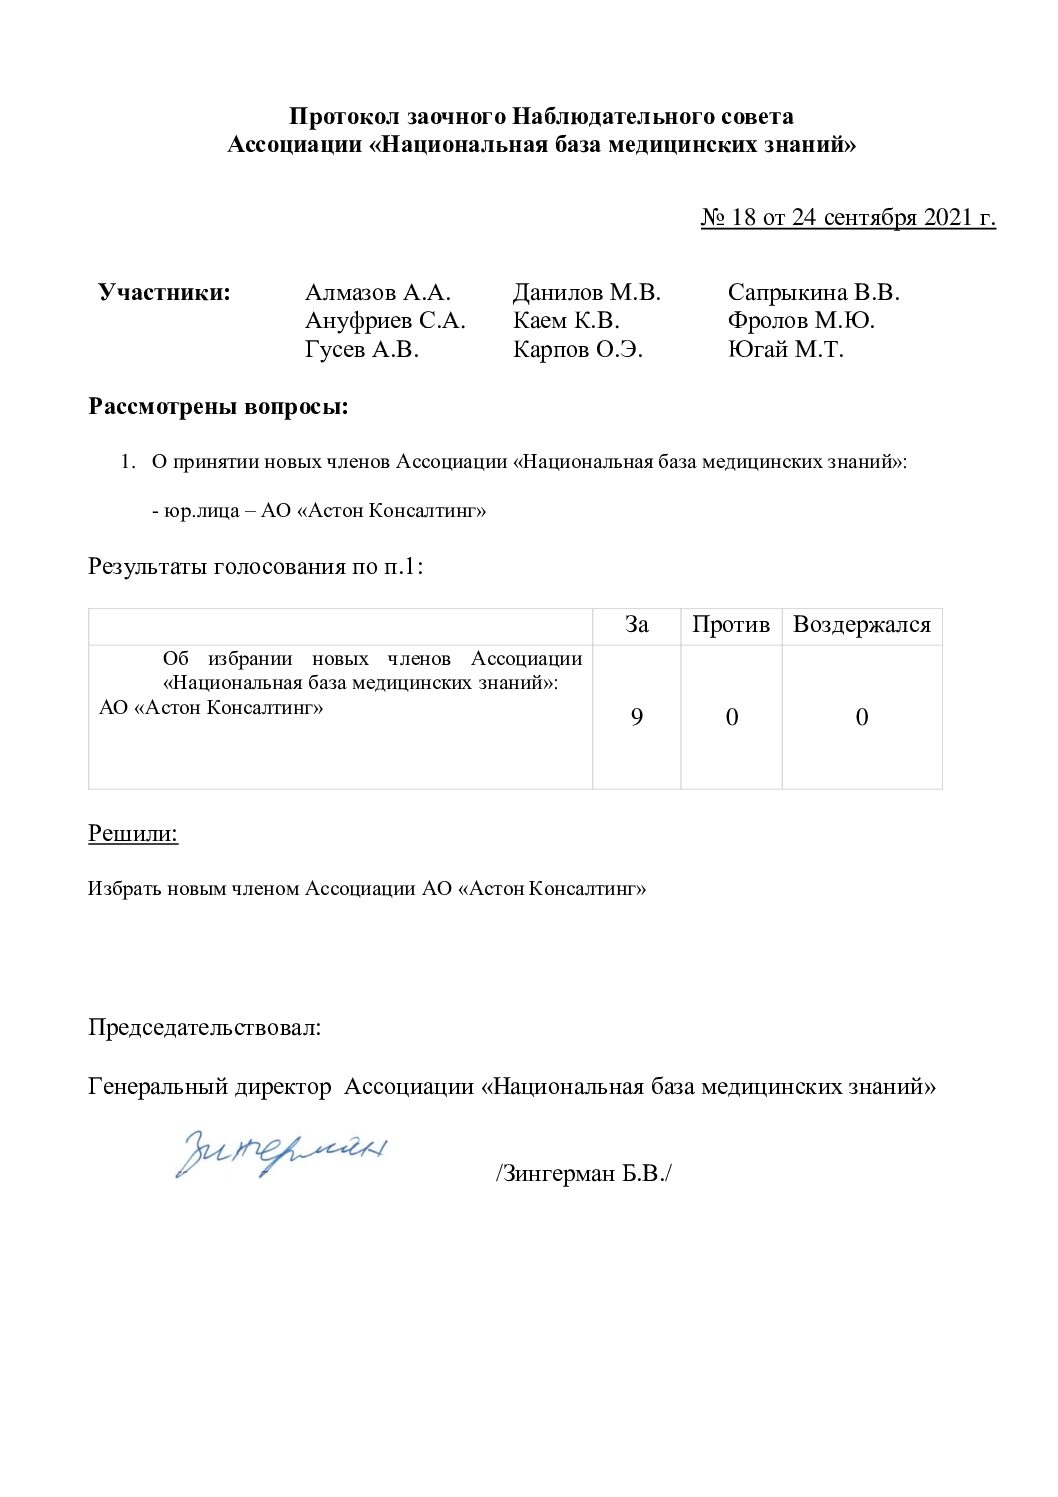 Протокол заочного Наблюдательного совета
Ассоциации «Национальная база медицинских знаний»
№ 18 от 24 сентября 2021 г.
Участники: Алмазов А.А. Данилов М.В. Сапрыкина В.В.
Ануфриев С.А. Каем К.В. Фролов М.Ю.
Гусев А.В. Карпов О.Э. Югай М.Т.
Рассмотрены вопросы:
1. О принятии новых членов Ассоциации «Национальная база медицинских знаний»:
- юр.лица – АО «Астон Консалтинг»
Результаты голосования по п.1:
За Против Воздержался
Об избрании новых членов Ассоциации
«Национальная база медицинских знаний»:
АО «Астон Консалтинг»
9 0 0
Решили:
Избрать новым членом Ассоциации АО «Астон Консалтинг»
Председательствовал:
Генеральный директор Ассоциации «Национальная база медицинских знаний»
Зингерман
/Зингерман Б.В./